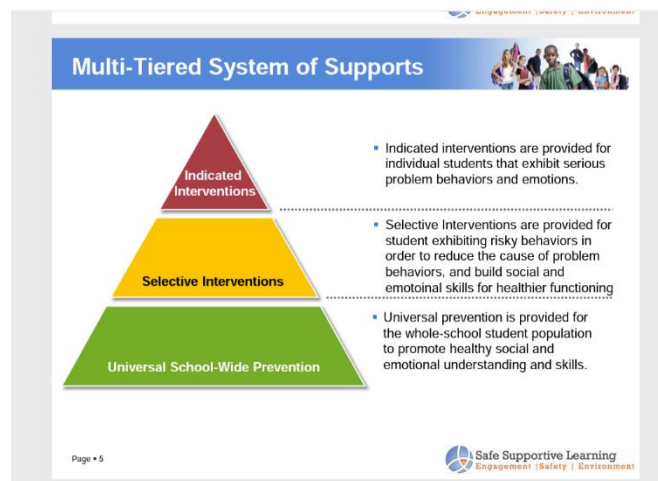 Engagement | Safety | Environment
Multi-Tiered System of Supports
Indicated
Interventions
▪ Indicated interventions are provided for
individual students that exhibit serious
problem behaviors and emotions.
Selective Interventions
▪ Selective Interventions are provided for
student exhibiting risky behaviors in
order to reduce the cause of problem
behaviors, and build social and
emotoinal skills for healthier functioning
Universal School-Wide Prevention
▪ Universal prevention is provided for
the whole-school student population
to promote healthy social and
emotional understanding and skills.
Page ▪ 5
Safe Supportive Learning
Engagement | Safety | Environment